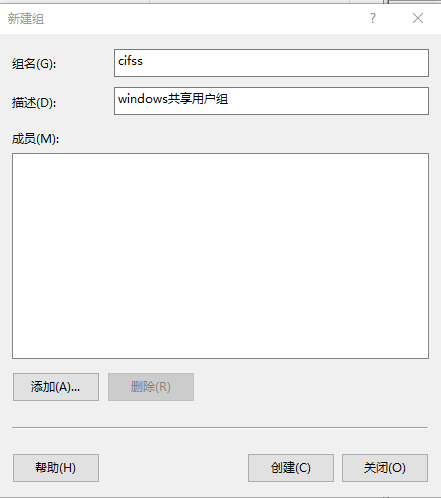 新建组
组名(G):
cifss
描述(D):
windows共享用户组
成员(M):
添加(A)...
删除(R)
帮助(H)
创建(C)
关闭(O)